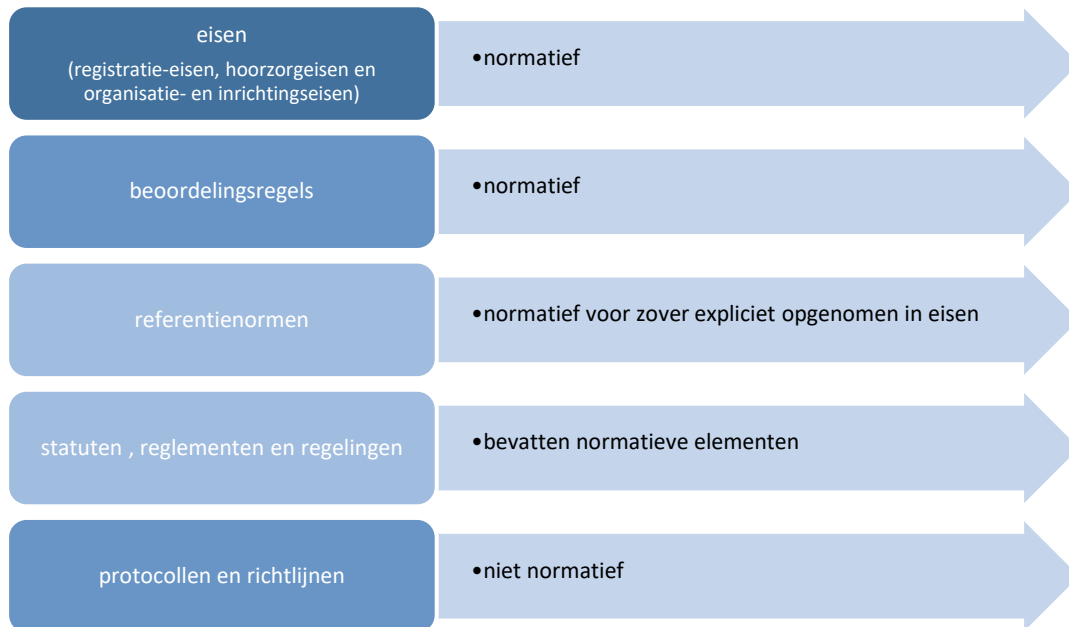 eisen
(registratie-eisen, hoorzorgeisen en
organisatie- en inrichtingseisen)
•normatief
beoordelingsregels
•normatief
referentienormen
•normatief voor zover expliciet opgenomen in eisen
statuten , reglementen en regelingen
•bevatten normatieve elementen
protocollen en richtlijnen
•niet normatief